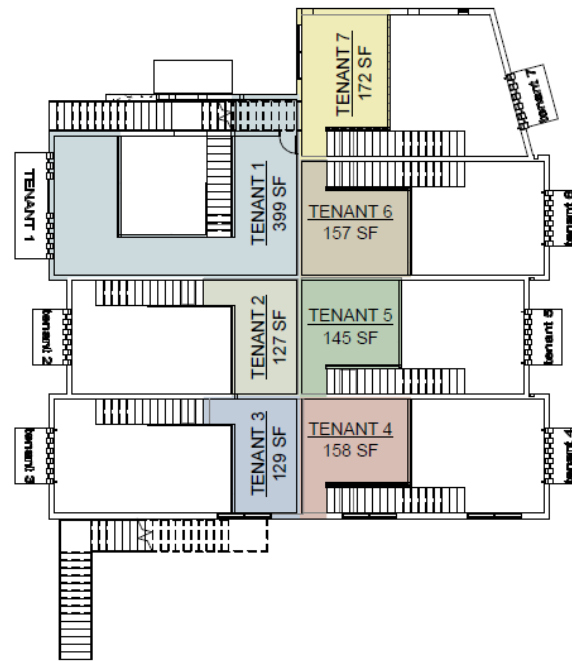 TENANT 7
172 SF
tenant 7
TENANT 1
TENANT 1
399 SF
TENANT 6
157 SF
tenant 6
tenant 2
TENANT 2
127 SF
TENANT 5
145 SF
tenant 5
tenant 3
TENANT 3
129 SF
TENANT 4
158 SF
tenant 4